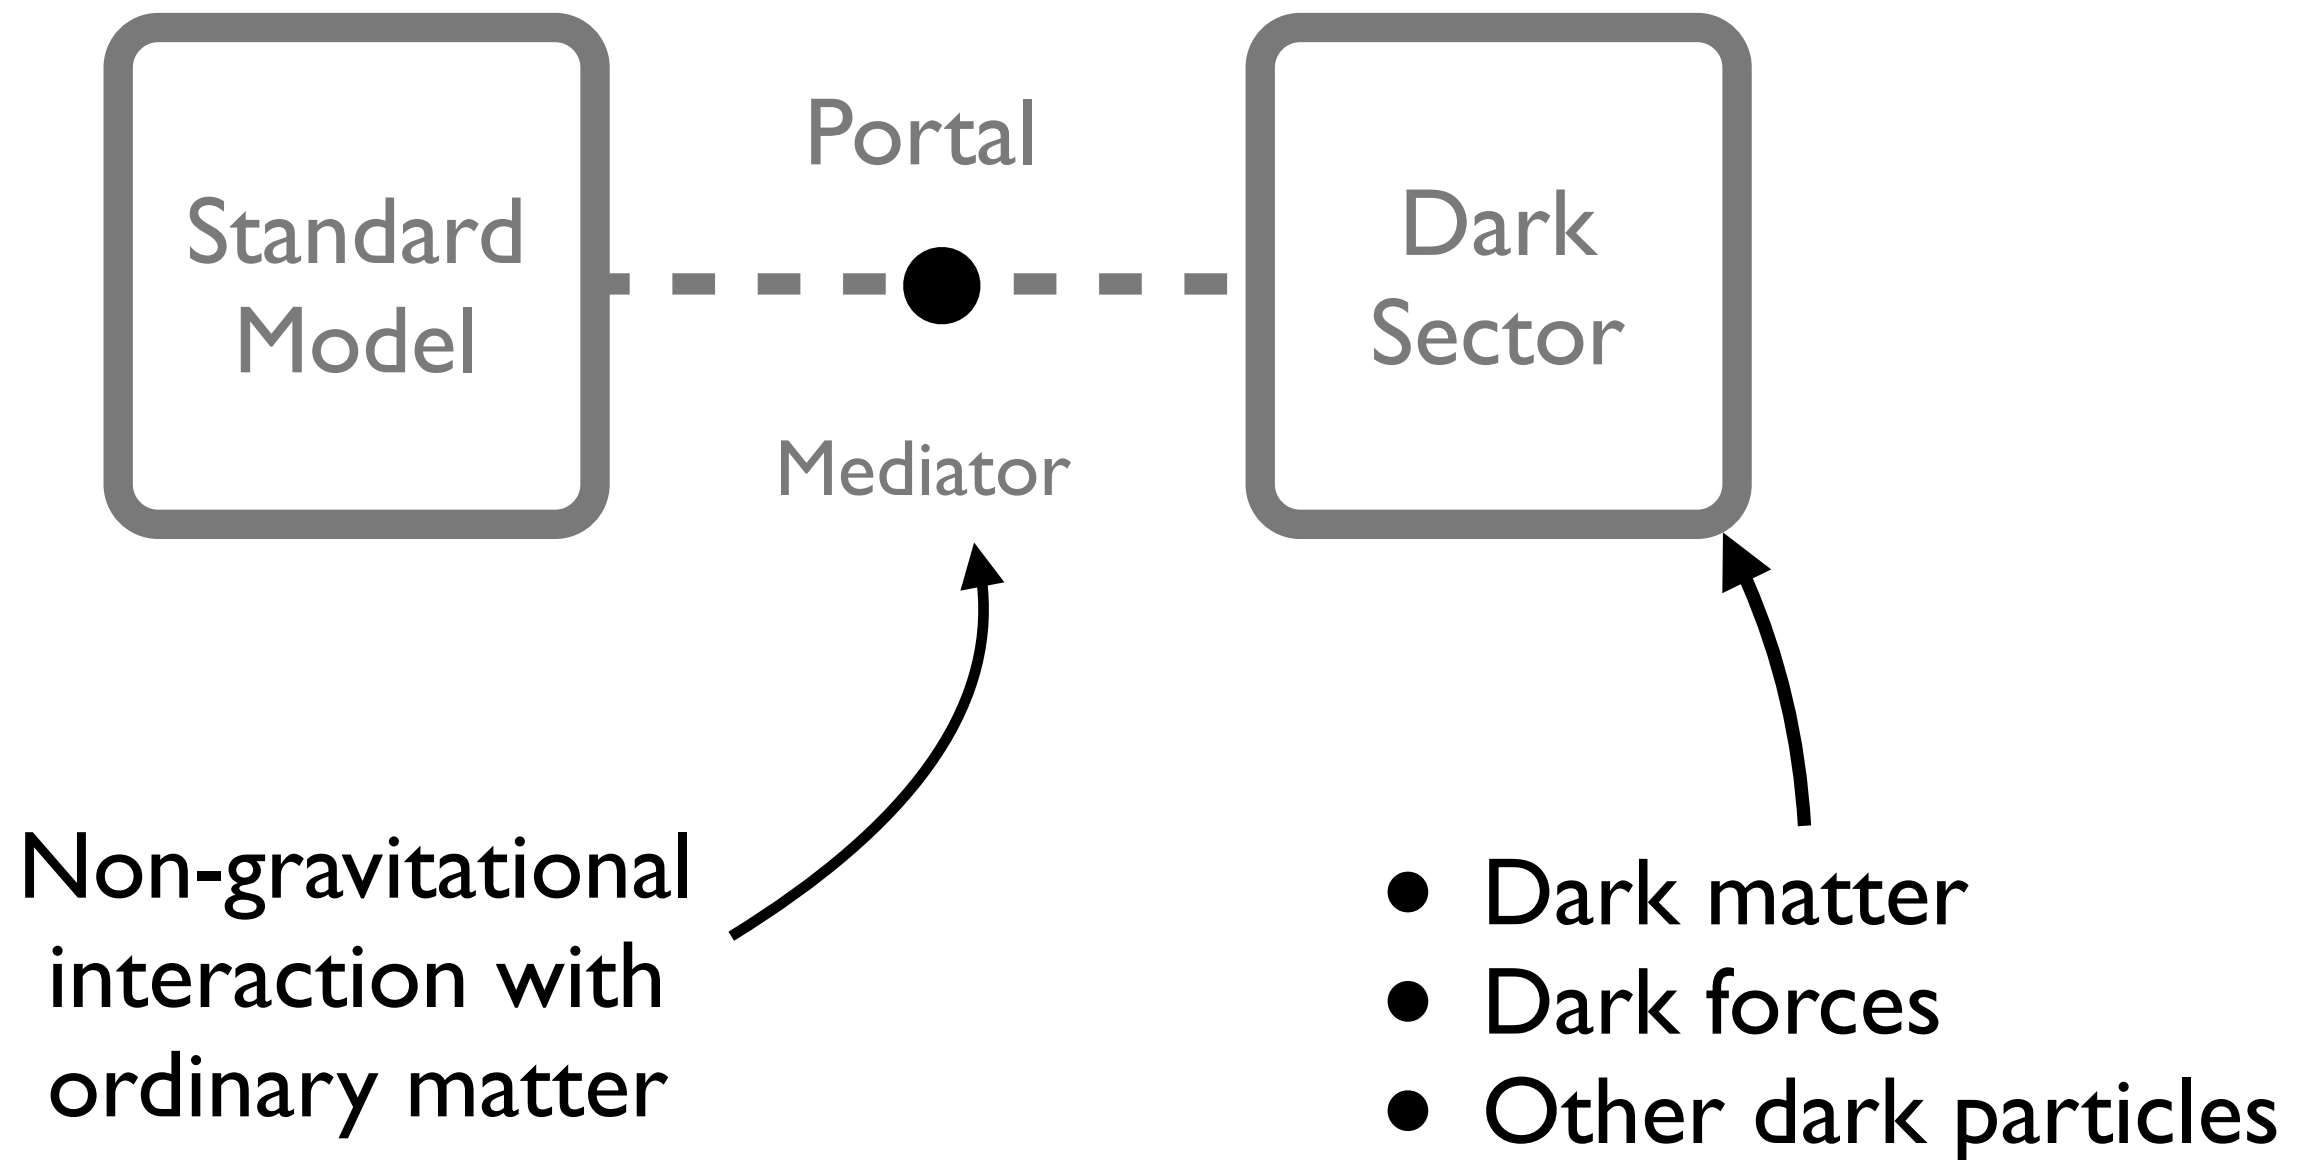 Standard
Model
Portal
Mediator
Dark
Sector
Non-gravitational
interaction with
ordinary matter
● Dark matter
● Dark forces
● Other dark particles